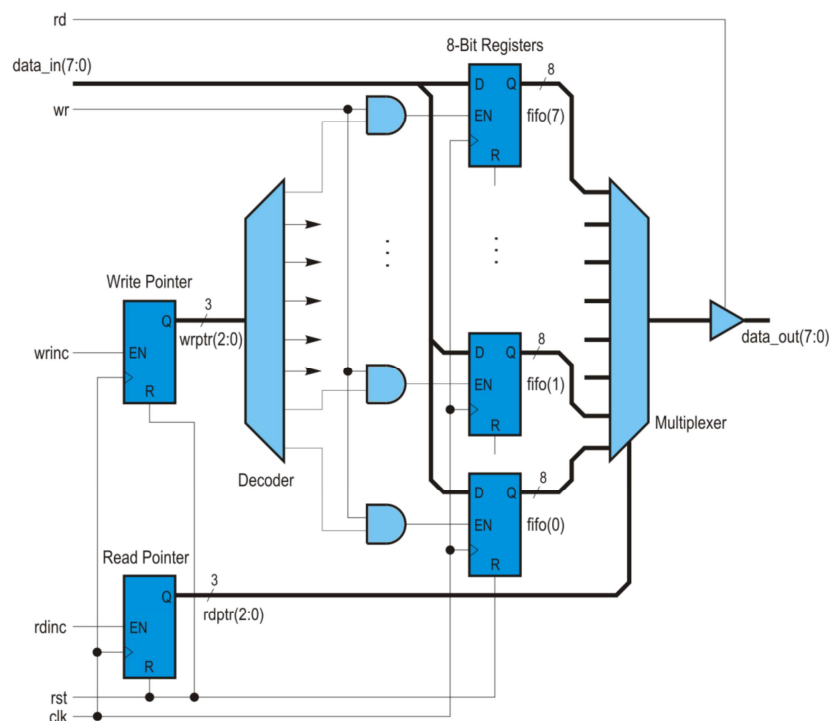 rd
8-Bit Registers
data_in(7:0)
D Q 8
wr
EN
fifo(7)
R
Write Pointer
Q 3
wrptr(2:0)
wrinc
EN
R
D Q 8
EN
fifo(1)
R
data_out(7:0)
Multiplexer
Decoder
D Q 8
EN
fifo(0)
R
Read Pointer
Q 3
rdptr(2:0)
rdinc
EN
R
rst
clk